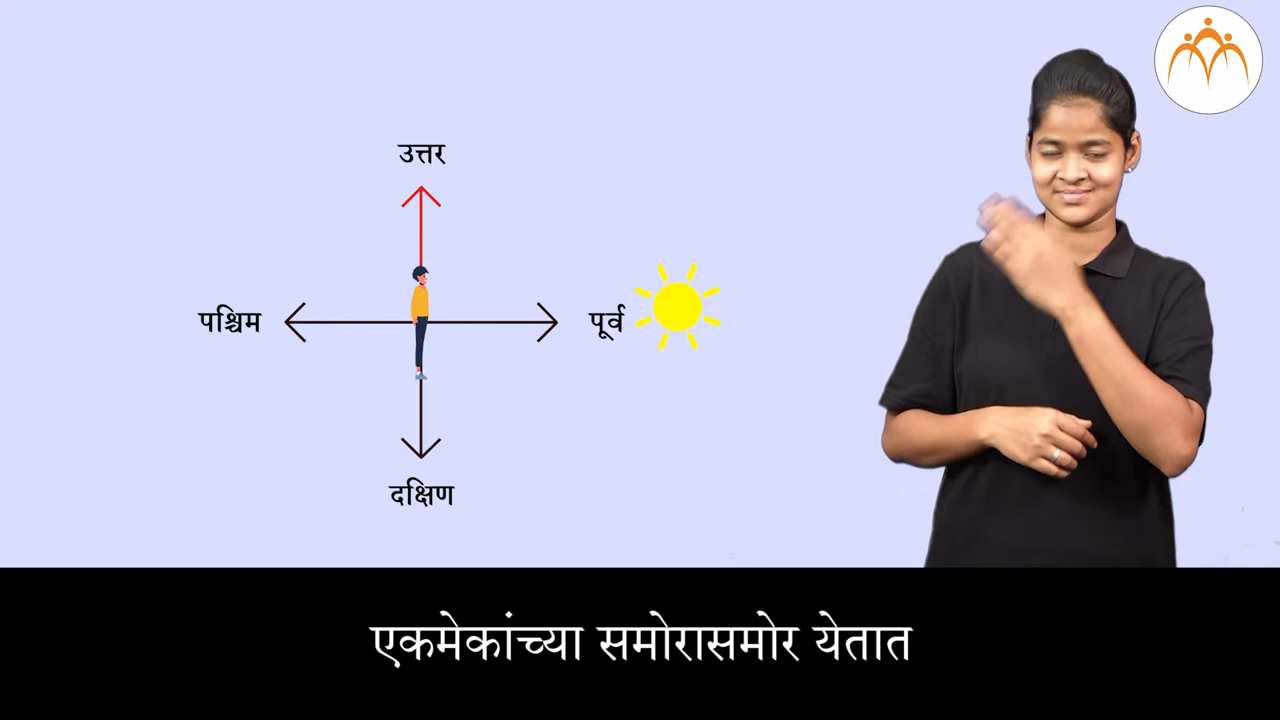 उत्तर
पश्चिम
पूर्व
दक्षिण
एकमेकांच्या समोरासमोर येतात